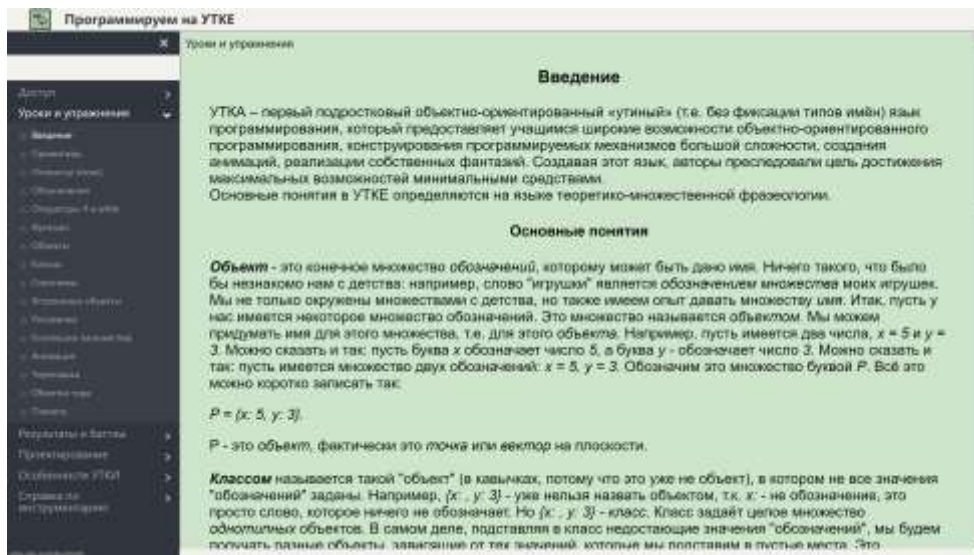 Программируем на УТКЕ
×
Уроки и упражнения
Доступ
Уроки и упражнения
Введение
Объекты
Классы
Рисование
Анимация
Черепашка
Результаты и баллы
Проектирование
Особенности УТКИ
Справка по
инструментарию
Введение
УТКА – первый подростковый объектно-ориентированный «утиный» (т.е. без фиксации типов имён) язык
программирования, который предоставляет учащимся широкие возможности объектно-ориентированного
программирования, конструирования программируемых механизмов большой сложности, создания
анимаций, реализации собственных фантазий. Создавая этот язык, авторы преследовали цель достижения
максимальных возможностей минимальными средствами.
Основные понятия в УТКЕ определяются на языке теоретико-множественной фразеологии.
Основные понятия
Объект - это конечное множество обозначений, которому может быть дано имя. Ничего такого, что было
бы незнакомо нам с детства: например, слово "игрушки" является обозначением множества моих игрушек.
Мы не только окружены множествами с детства, но также имеем опыт давать множеству имя. Итак, пусть у
нас имеется некоторое множество обозначений. Это множество называется объектом. Мы можем
придумать имя для этого множества, т.е. для этого объекта. Например, пусть имеется два числа, x = 5 и y =
3. Можно сказать и так: пусть буква x обозначает число 5, а буква y - обозначает число 3. Можно сказать и
так: пусть имеется множество двух обозначений: x = 5, y = 3. Обозначим это множество буквой P. Всё это
можно коротко записать так:
P = {x: 5, y: 3}.
P - это объект, фактически это точка или вектор на плоскости.
Классом называется такой "объект" (в кавычках, потому что это уже не объект), в котором не все значения
"обозначений" заданы. Например, {x: , y: 3} - уже нельзя назвать объектом, т.к. x: - не обозначение, это
просто слово, которое ничего не обозначает. Но {x: , y: 3} - класс. Класс задаёт целое множество
однотипных объектов. В самом деле, подставляя в класс недостающие значения "обозначений", мы будем
получать разные объекты, зависящие от тех значений, которые мы подставим в пустые места. Это